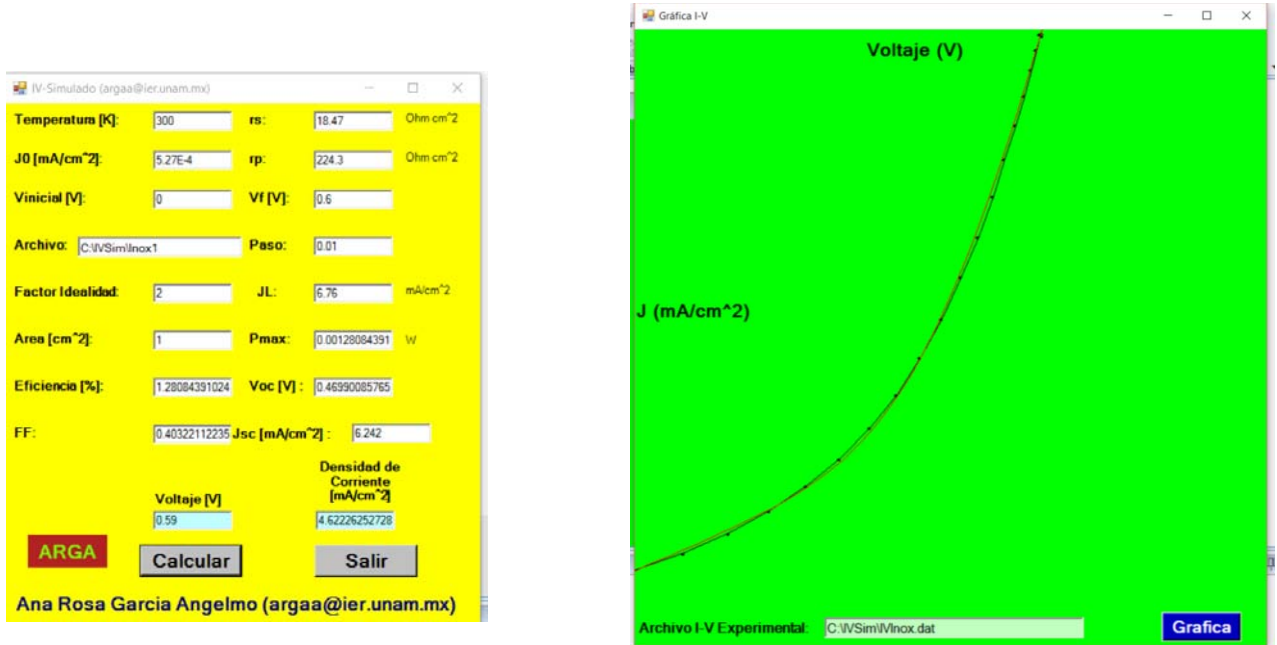 IV-Simulado (argaa@ier.unam.mx)
Temperatura [K]: 300 rs: 18.47 Ohm cm^2
J0 [mA/cm^2]: 5.27E-4 rp: 224.3 Ohm cm^2
Vinicial [V]: 0 Vf [V]: 0.6
Archivo: C:\IVSim\Inox1 Paso: 0.01
Factor Idealidad: 2 JL: 6.76 mA/cm^2
Area [cm^2]: 1 Pmax: 0.00128084391 W
Eficiencia [%]: 1.28084391024 Voc [V] : 0.46990085765
FF: 0.40322112235 Jsc [mA/cm^2] : 6.242
Voltaje [V]
0.59
Densidad de
Corriente
[mA/cm^2]
4.62226252728
ARGA
Calcular
Salir
Ana Rosa Garcia Angelmo (argaa@ier.unam.mx)
Gráfica I-V
Voltaje (V)
J (mA/cm^2)
Archivo I-V Experimental: C:\IVSim\IVInox.dat
Grafica